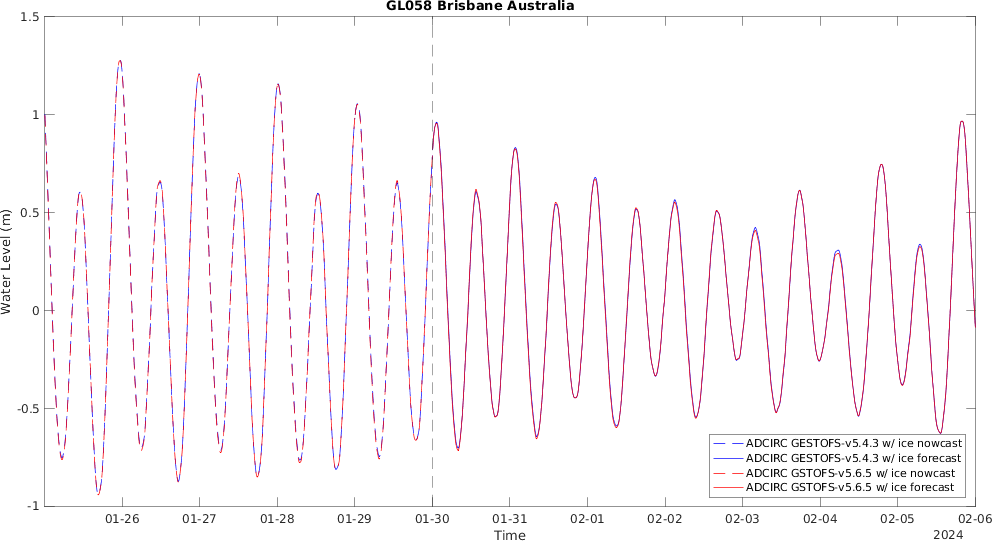 GL058 Brisbane Australia
1.5
1
0.5
0
-0.5
-1
Water Level (m)
01-26 01-27 01-28 01-29 01-30 01-31 02-01 02-02 02-03 02-04 02-05 02-06
Time
2024
ADCIRC GESTOFS-v5.4.3 w/ ice nowcast
ADCIRC GESTOFS-v5.4.3 w/ ice forecast
ADCIRC GSTOFS-v5.6.5 w/ ice nowcast
ADCIRC GSTOFS-v5.6.5 w/ ice forecast